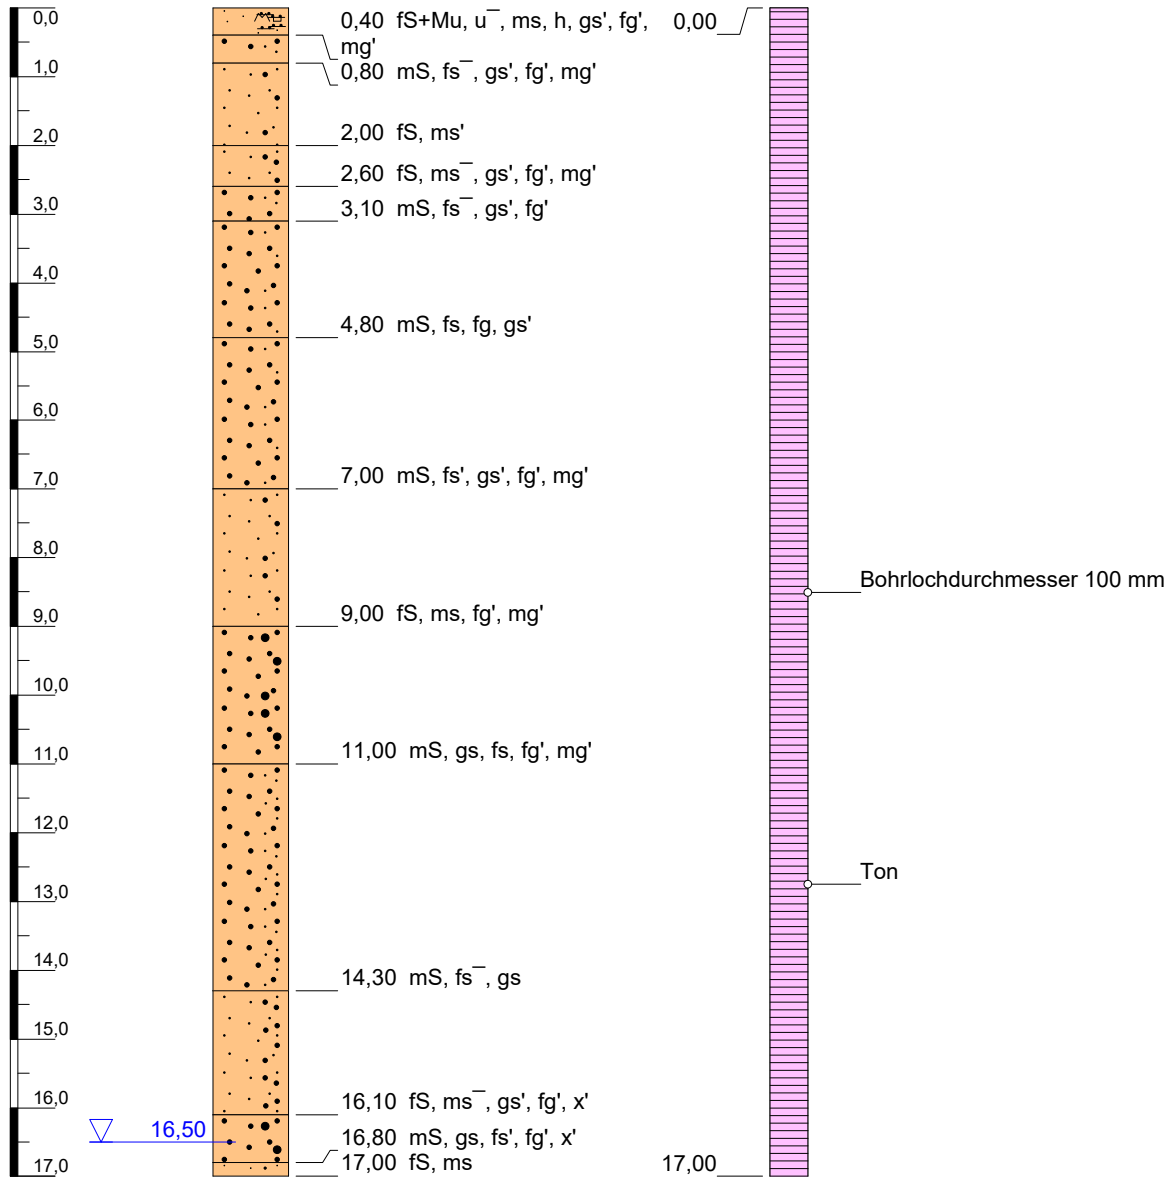 0,0
1,0
2,0
3,0
4,0
5,0
6,0
7,0
8,0
9,0
10,0
11,0
12,0
13,0
14,0
15,0
16,0
17,0
16,50
0,40 fS+Mu, u¯, ms, h, gs', fg',
mg'
0,80 mS, fs¯, gs', fg', mg'
2,00 fS, ms'
2,60 fS, ms¯, gs', fg', mg'
3,10 mS, fs¯, gs', fg'
4,80 mS, fs, fg, gs'
7,00 mS, fs', gs', fg', mg'
9,00 fS, ms, fg', mg'
11,00 mS, gs, fs, fg', mg'
14,30 mS, fs¯, gs
16,10 fS, ms¯, gs', fg', x'
16,80 mS, gs, fs', fg', x'
17,00 fS, ms
0,00
17,00
Bohrlochdurchmesser 100 mm
Ton